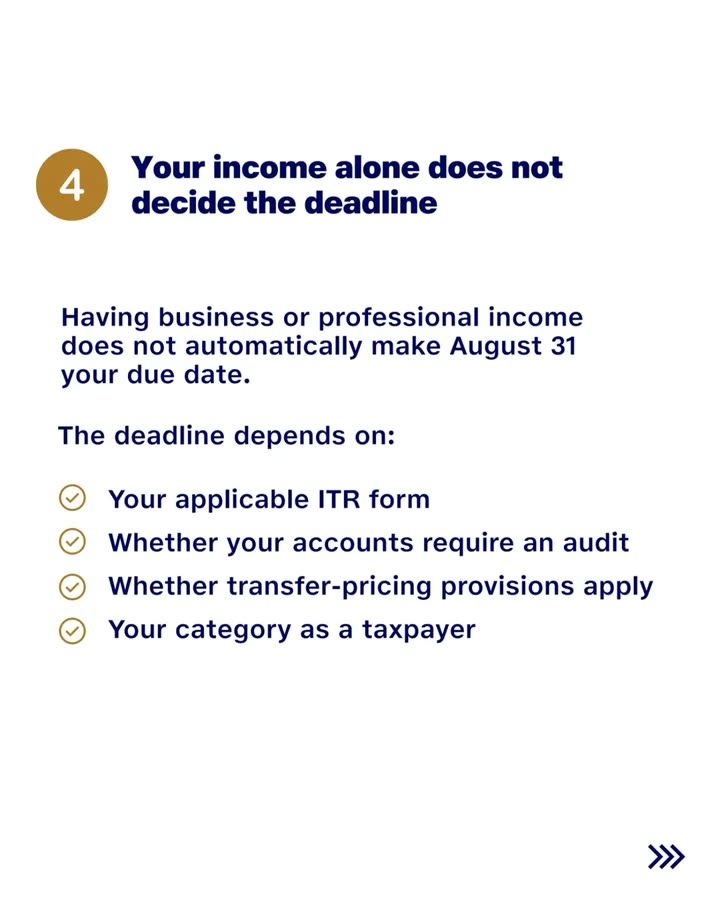 4
Your income alone does not
decide the deadline
Having business or professional income
does not automatically make August 31
your due date.
The deadline depends on:
Your applicable ITR form
Whether your accounts require an audit
Whether transfer-pricing provisions apply
Your category as a taxpayer